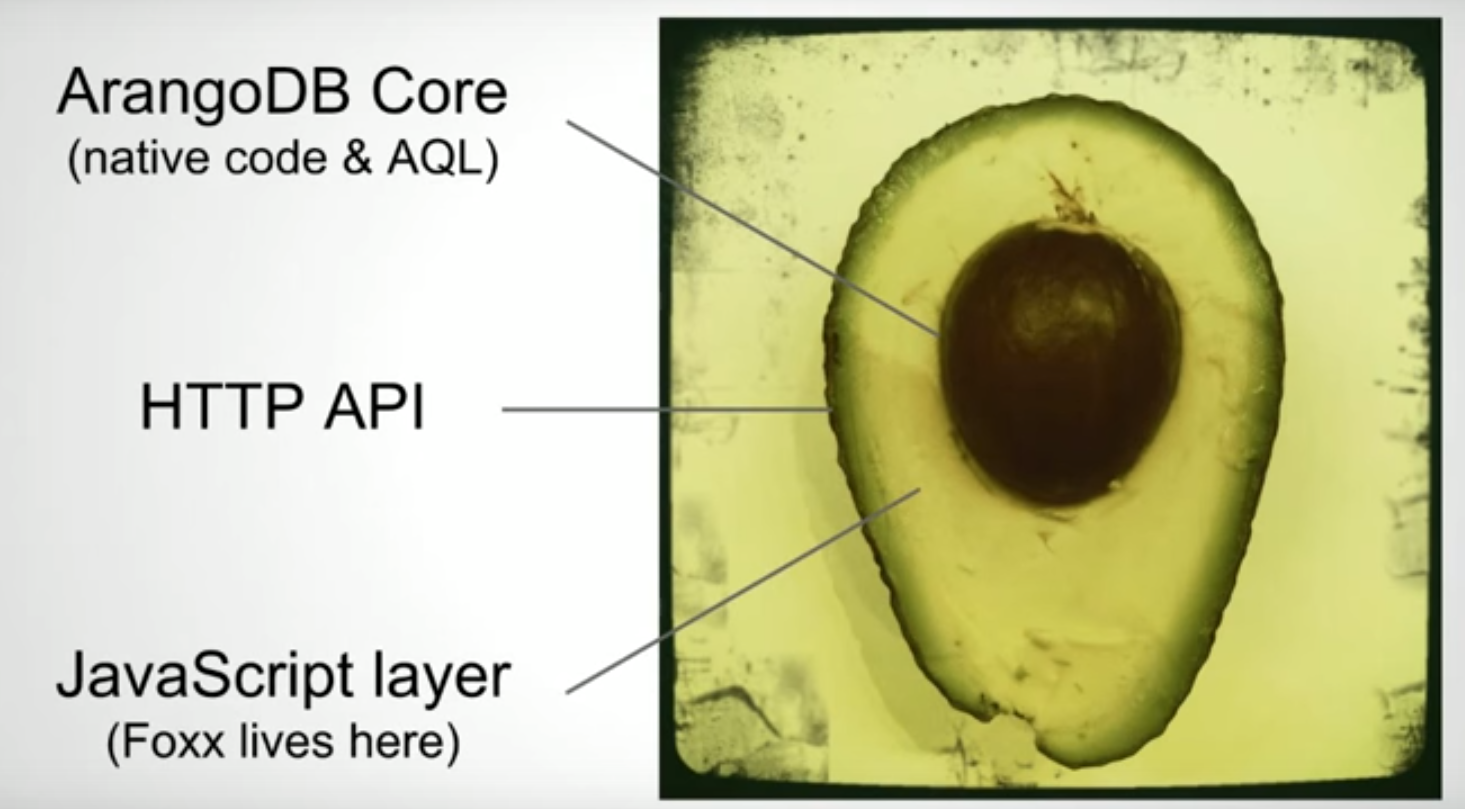 ArangoDB Core
(native code & AQL)
HTTP API
JavaScript layer
(Foxx lives here)